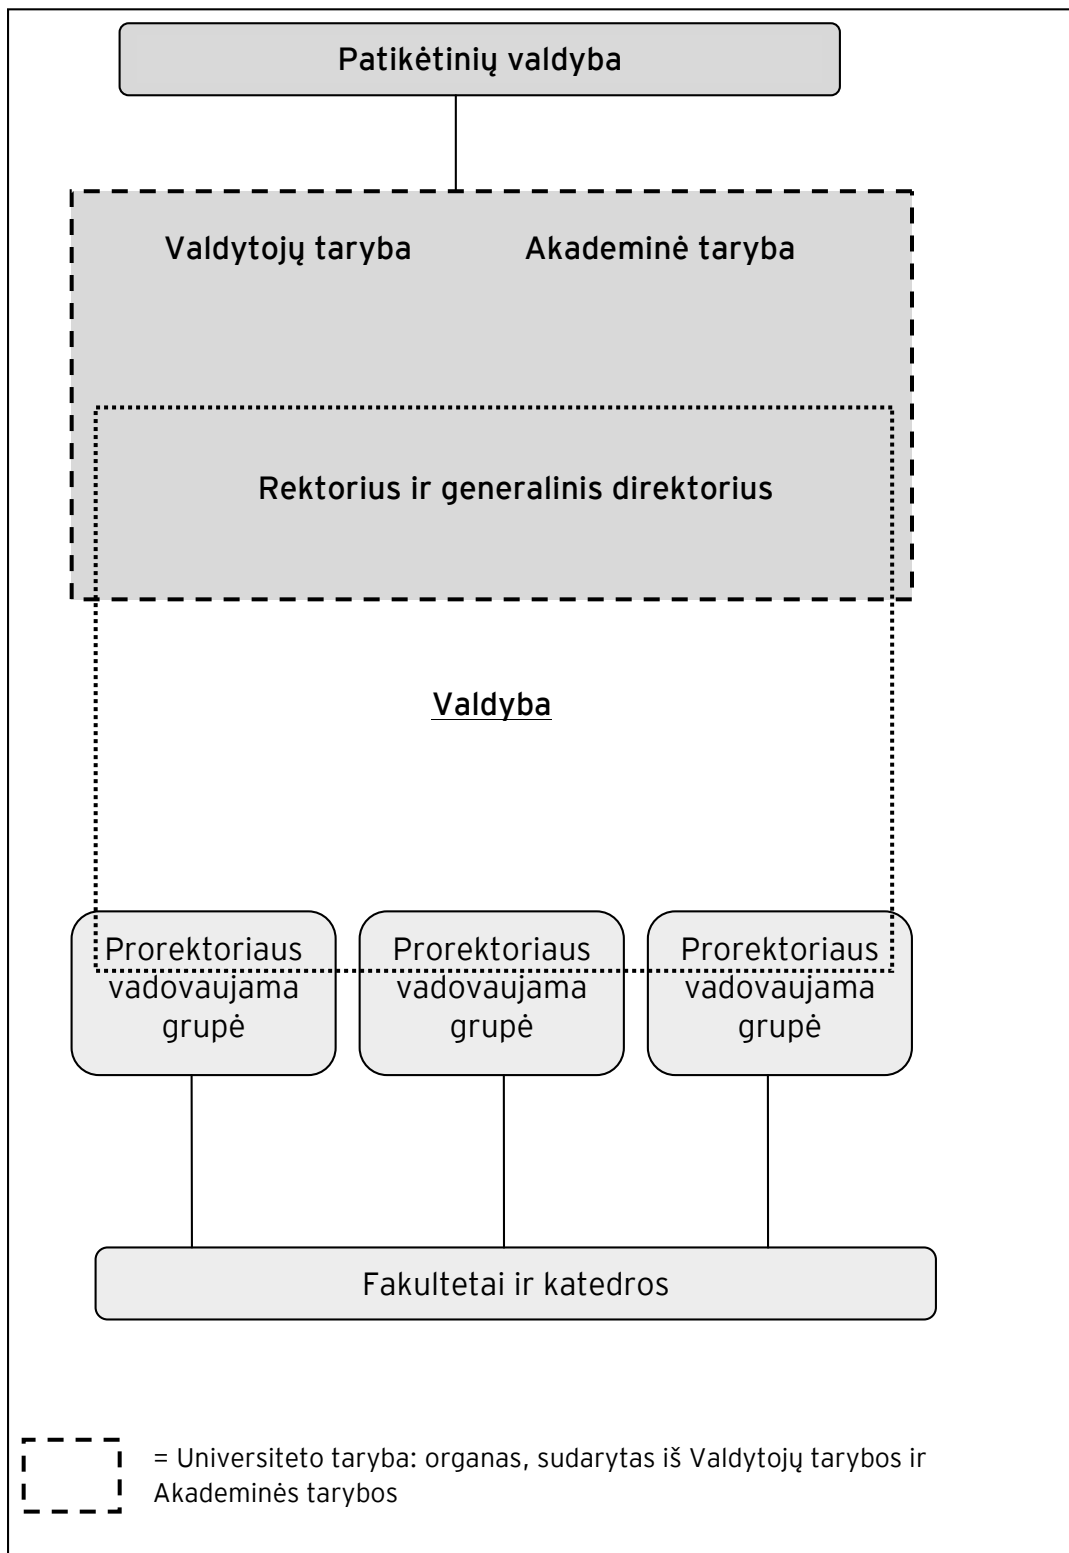 Patikėtinių valdyba
Valdytojų taryba
Akademinė taryba
Rektorius ir generalinis direktorius
Valdyba
Prorektoriaus
vadovaujama
grupė
Prorektoriaus
vadovaujama
grupė
Prorektoriaus
vadovaujama
grupė
Fakultetai ir katedros
= Universiteto taryba: organas, sudarytas iš Valdytojų tarybos ir
Akademinės tarybos